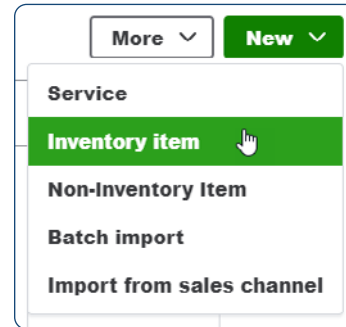 More New
Service
Inventory item
Non-Inventory Item
Batch import
Import from sales channel